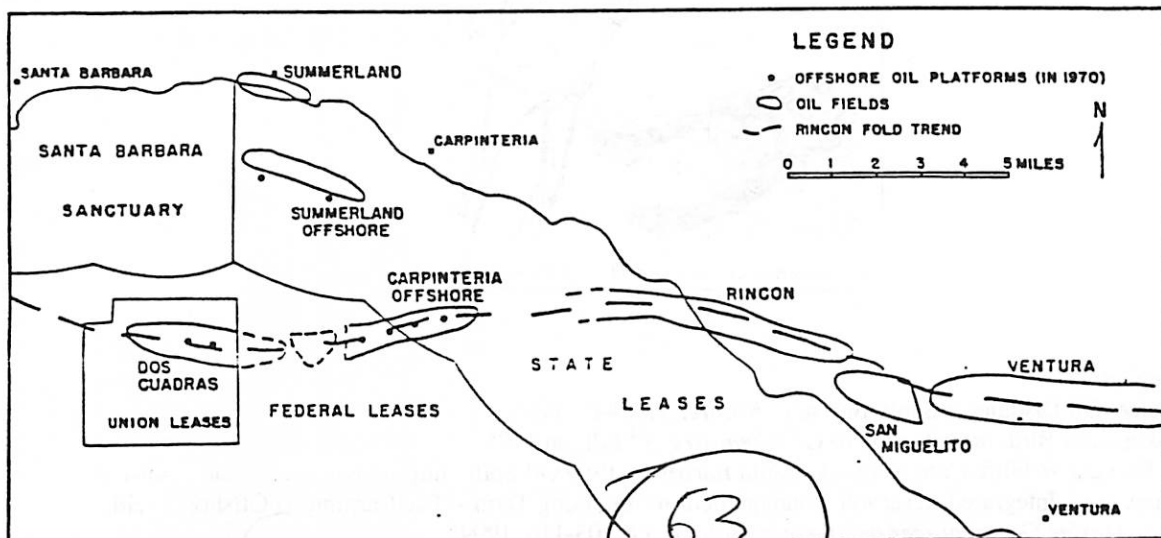 LEGEND
OFFSHORE OIL PLATFORMS (IN 1970)
OIL FIELDS
RINCON FOLD TREND
N
0 1 2 3 4 5 MILES
SANTA BARBARA
SUMMERLAND
CARPINTERIA
SANTA BARBARA
SANCTUARY
SUMMERLAND
OFFSHORE
CARPINTERIA
OFFSHORE
RINCON
DOS
CUADRAS
UNION LEASES
FEDERAL LEASES
STATE
LEASES
VENTURA
SAN
MIGUELITO
VENTURA
63